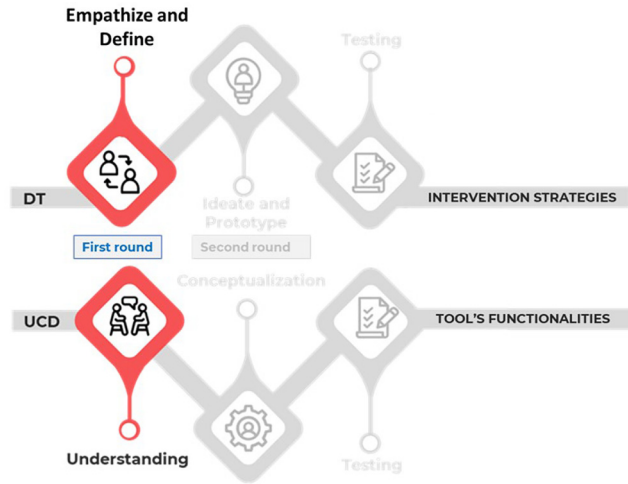 Empathize and
Define
Testing
DT
Ideate and
Prototype
INTERVENTION STRATEGIES
First round
Second round
Conceptualization
UCD
TOOL'S FUNCTIONALITIES
Understanding
Testing